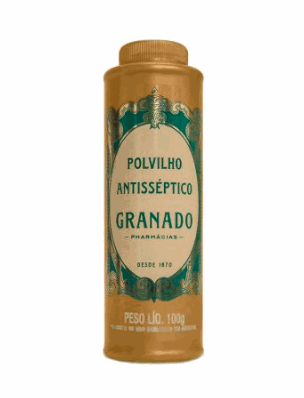 POLVILHO
ANTISSÉPTICO
GRANADO
PHARMÁCIAS
DESDE 1870
PESO LÍQ. 100g